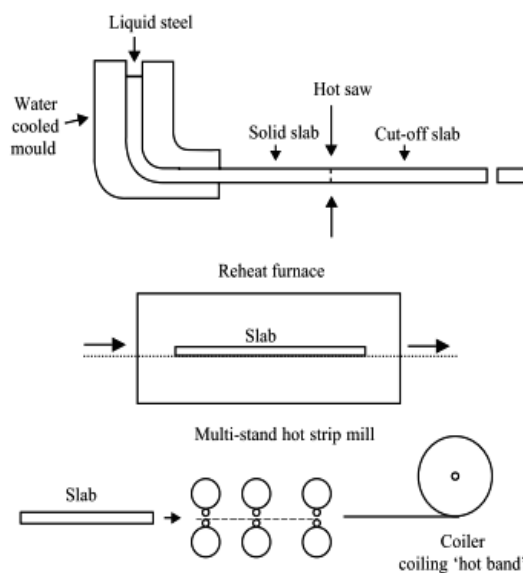 Liquid steel
Water
cooled
mould
Hot saw
Solid slab
Cut-off slab
Reheat furnace
Slab
Multi-stand hot strip mill
Slab
Coiler
coiling ‘hot band’